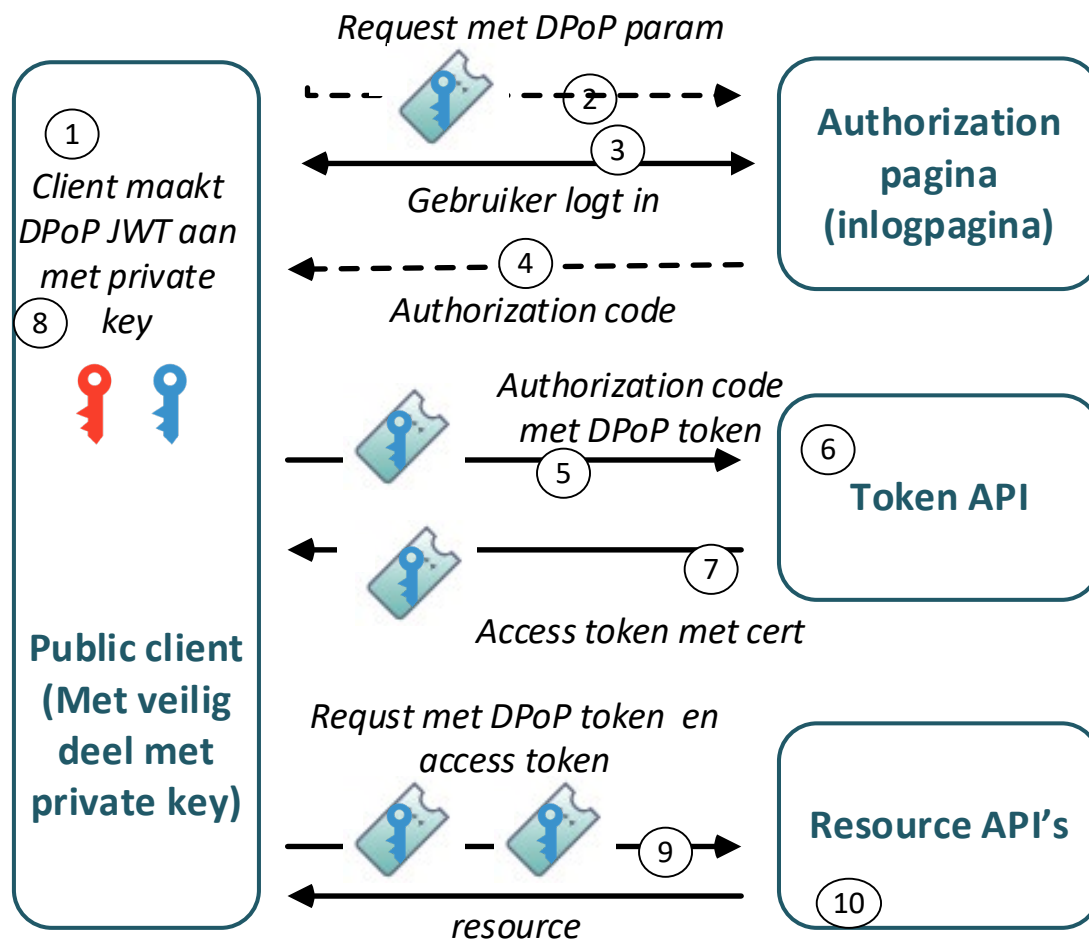 Request met DPoP param
2
1
Client maakt
DPoP JWT aan
met private
key
8
3
Gebruiker logt in
4
Authorization code
Authorization
pagina
(inlogpagina)
Authorization code
met DPoP token
5
6
Token API
7
Access token met cert
Public client
(Met veilig
deel met
private key)
Requst met DPoP token en
access token
9
resource
Resource API's
10